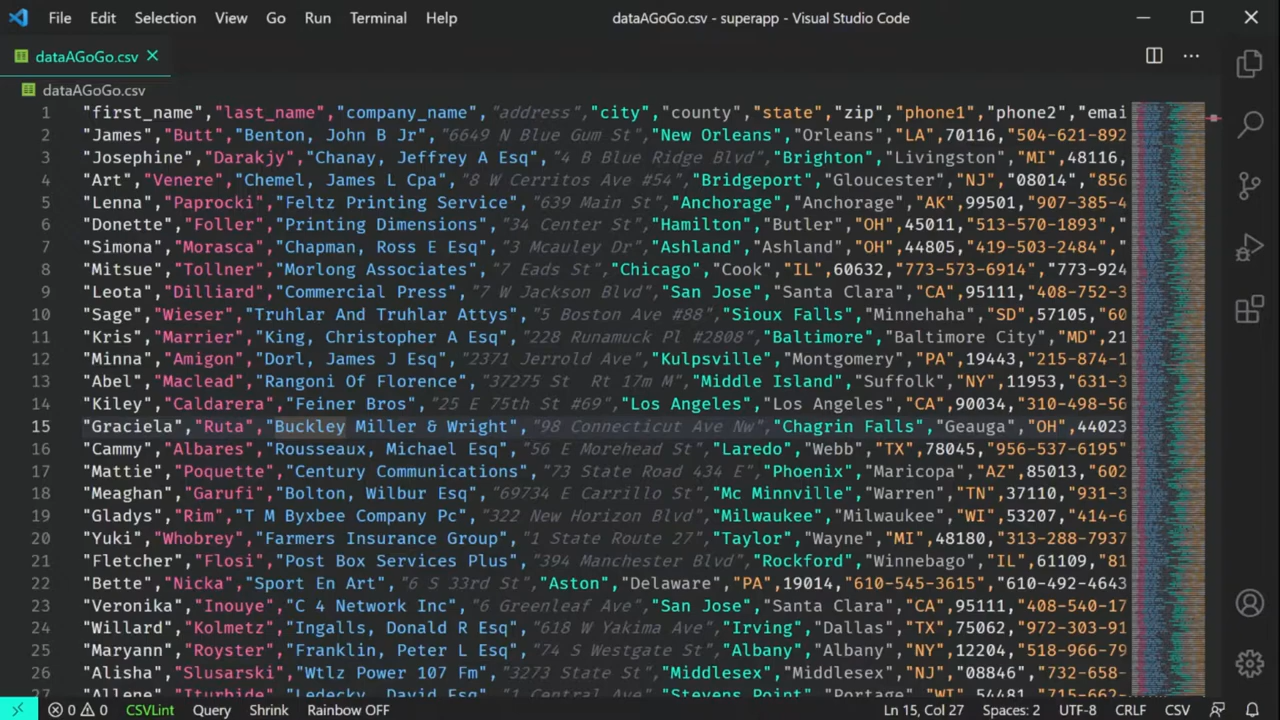 File Edit Selection View Go Run Terminal Help dataAGoGo.csv - superapp - Visual Studio Code
dataAGoGo.csv
dataAGoGo.csv
1 "first_name","last_name","company_name","address","city","county","state","zip","phone1","phone2","emai
2 "James","Butt","Benton, John B Jr","6649 N Blue Gum St","New Orleans","Orleans","LA",70116,"504-621-892
3 "Josephine","Darakjy","Chanay, Jeffrey A Esq","4 B Blue Ridge Blvd","Brighton","Livingston","MI",48116,
4 "Art","Venere","Chemel, James L Cpa","8 W Cerritos Ave #54","Bridgeport","Gloucester","NJ","08014","856
5 "Lenna","Paprocki","Feltz Printing Service","639 Main St","Anchorage","Anchorage","AK",99501,"907-385-4
6 "Donette","Foller","Printing Dimensions","34 Center St","Hamilton","Butler","OH",45011,"513-570-1893","
7 "Simona","Morasca","Chapman, Ross E Esq","3 Mcauley Dr","Ashland","Ashland","OH",44805,"419-503-2484","
8 "Mitsue","Tollner","Morlong Associates","7 Eads St","Chicago","Cook","IL",60632,"773-573-6914","773-924
9 "Leota","Dilliard","Commercial Press","7 W Jackson Blvd","San Jose","Santa Clara","CA",95111,"408-752-3
10 "Sage","Wieser","Truhlar And Truhlar Attys","5 Boston Ave #88","Sioux Falls","Minnehaha","SD",57105,"60
11 "Kris","Marrier","King, Christopher A Esq","228 Runamuck Pl #2808","Baltimore","Baltimore City","MD",21
12 "Minna","Amigon","Dorl, James J Esq","2371 Jerrold Ave","Kulpsville","Montgomery","PA",19443,"215-874-1
13 "Abel","Maclead","Rangoni Of Florence","37275 St  Rt 17m M","Middle Island","Suffolk","NY",11953,"631-3
14 "Kiley","Caldarera","Feiner Bros","25 E 75th St #69","Los Angeles","Los Angeles","CA",90034,"310-498-56
15 "Graciela","Ruta","Buckley Miller & Wright","98 Connecticut Ave Nw","Chagrin Falls","Geauga","OH",44023
16 "Cammy","Albares","Rousseaux, Michael Esq","56 E Morehead St","Laredo","Webb","TX",78045,"956-537-6195"
17 "Mattie","Poquette","Century Communications","73 State Road 434 E","Phoenix","Maricopa","AZ",85013,"602
18 "Meaghan","Garufi","Bolton, Wilbur Esq","69734 E Carrillo St","Mc Minnville","Warren","TN",37110,"931-3
19 "Gladys","Rim","T M Byxbee Company Pc","322 New Horizon Blvd","Milwaukee","Milwaukee","WI",53207,"414-6
20 "Yuki","Whobrey","Farmers Insurance Group","1 State Route 27","Taylor","Wayne","MI",48180,"313-288-7937
21 "Fletcher","Flosi","Post Box Services Plus","394 Manchester Blvd","Rockford","Winnebago","IL",61109,"81
22 "Bette","Nicka","Sport En Art","6 S 33rd St","Aston","Delaware","PA",19014,"610-545-3615","610-492-4643
23 "Veronika","Inouye","C 4 Network Inc","6 Greenleaf Ave","San Jose","Santa Clara","CA",95111,"408-540-17
24 "Willard","Kolmetz","Ingalls, Donald R Esq","618 W Yakima Ave","Irving","Dallas","TX",75062,"972-303-91
25 "Maryann","Royster","Franklin, Peter L Esq","74 S Westgate St","Albany","Albany","NY",12204,"518-966-79
26 "Alisha","Slusarski","Wtlz Power 107 Fm","3273 State St","Middlesex","Middlesex","NJ","08846","732-658-
27 "Allene","Iturbide","Ledecky, David Esq","1 Central Ave","Stevens Point","Portage","WI",54481,"715-662-
0 0 CSVLint Query Shrink Rainbow OFF Ln 15, Col 27 Spaces: 2 UTF-8 CRLF CSV